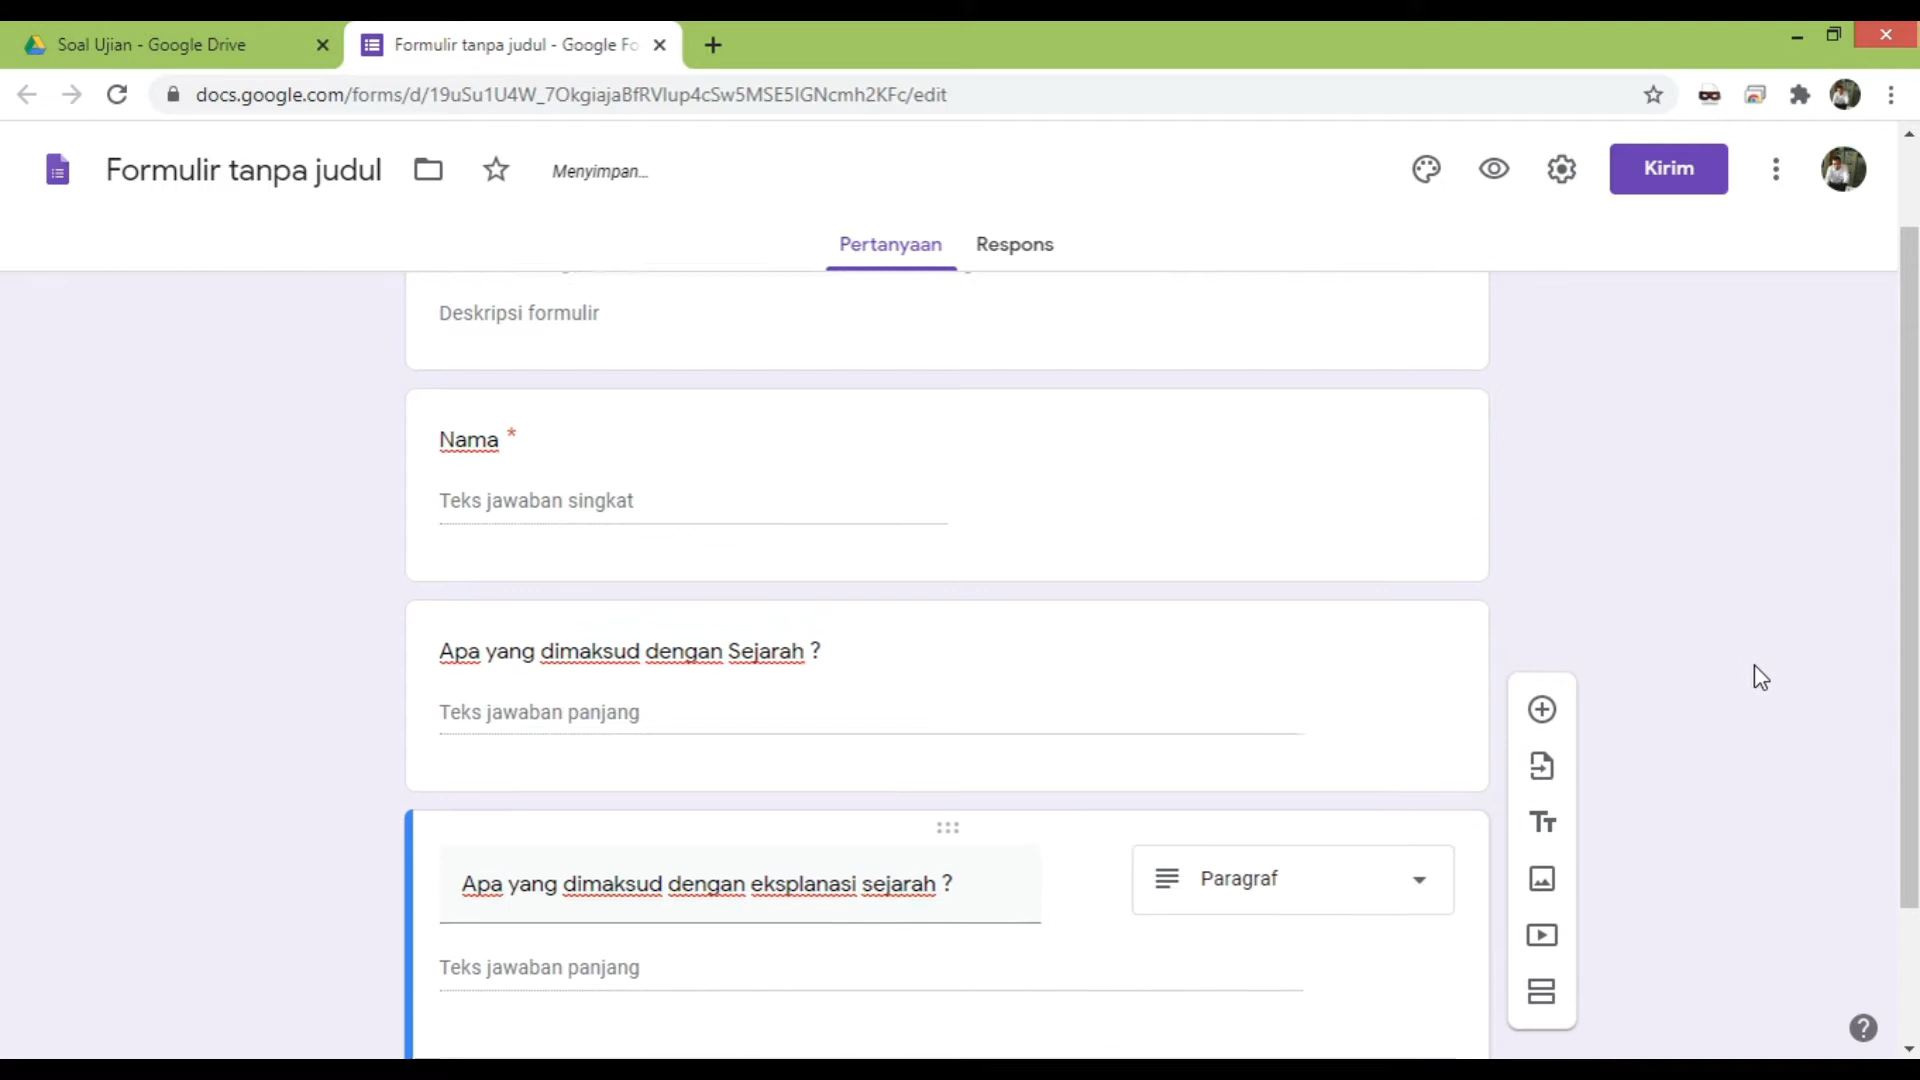 Soal Ujian - Google Drive
Formulir tanpa judul - Google Fo
docs.google.com/forms/d/19uSu1U4W_7OkgiajaBfRVIup4cSw5MSE5IGNcmh2KFc/edit
Formulir tanpa judul
Menyimpan...
Kirim
Pertanyaan
Respons
Deskripsi formulir
Nama *
Teks jawaban singkat
Apa yang dimaksud dengan Sejarah ?
Teks jawaban panjang
Apa yang dimaksud dengan eksplanasi sejarah ?
Paragraf
Teks jawaban panjang